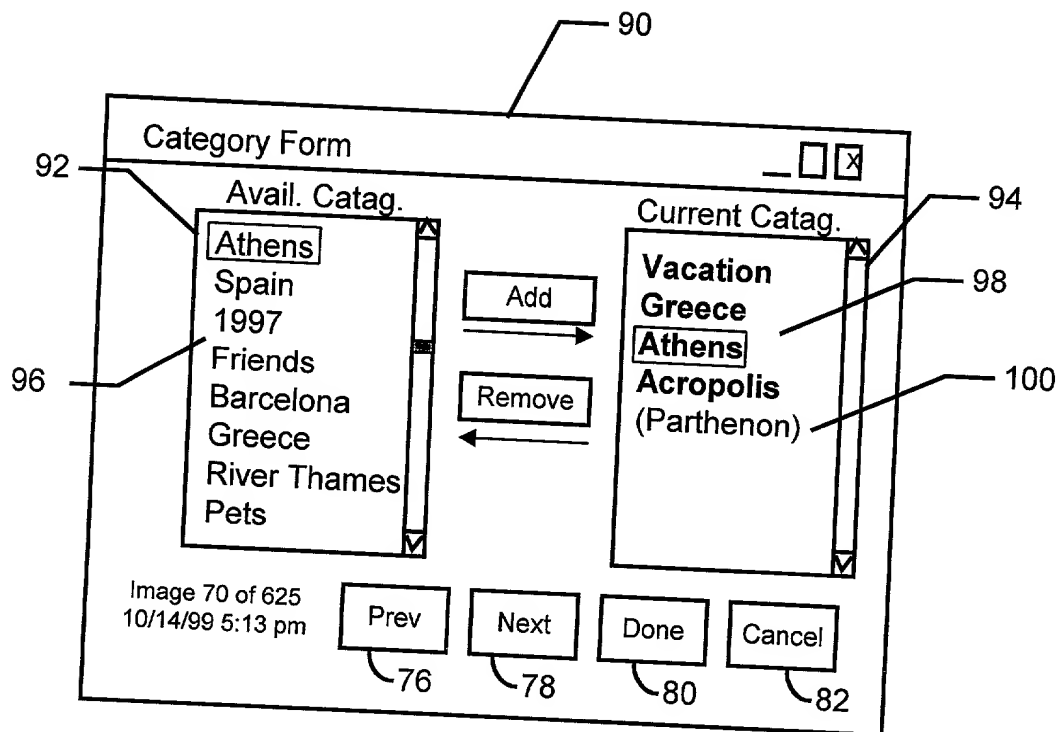 90
Category Form
X
92
Avail. Catag.
Current Catag.
94
Athens
Spain
1997
Friends
Barcelona
Greece
River Thames
Pets
96
Add
Remove
Vacation
Greece
Athens
Acropolis
(Parthenon)
98
100
Image 70 of 625
10/14/99 5:13 pm
Prev
Next
Done
Cancel
76
78
80
82